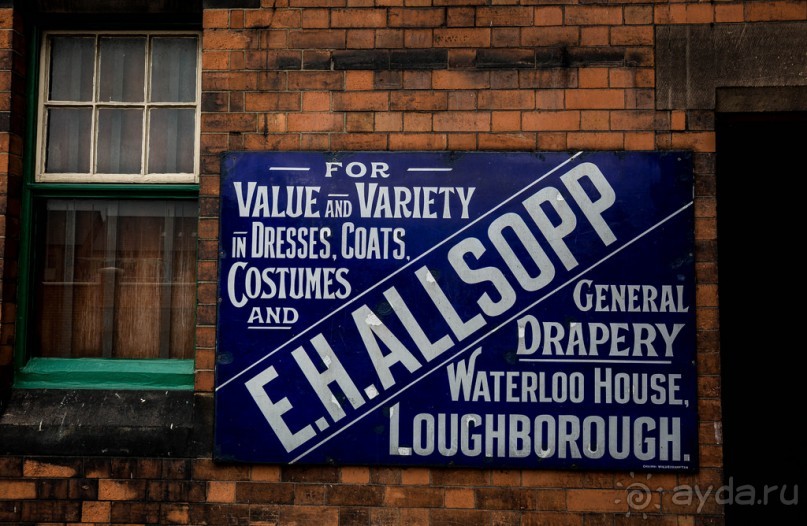 FOR
VALUE AND VARIETY
IN DRESSES, COATS,
COSTUMES
AND
E.H. ALLSOPP
GENERAL
DRAPERY
WATERLOO HOUSE,
LOUGHBOROUGH.
ayda.ru